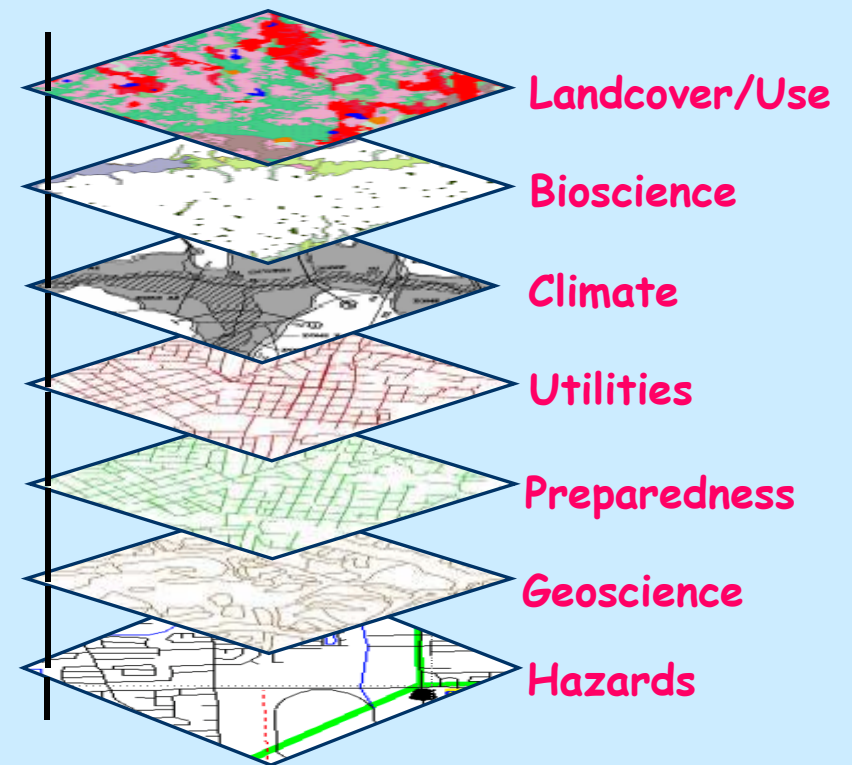 Landcover/Use
Bioscience
Climate
Utilities
Preparedness
Geoscience
Hazards